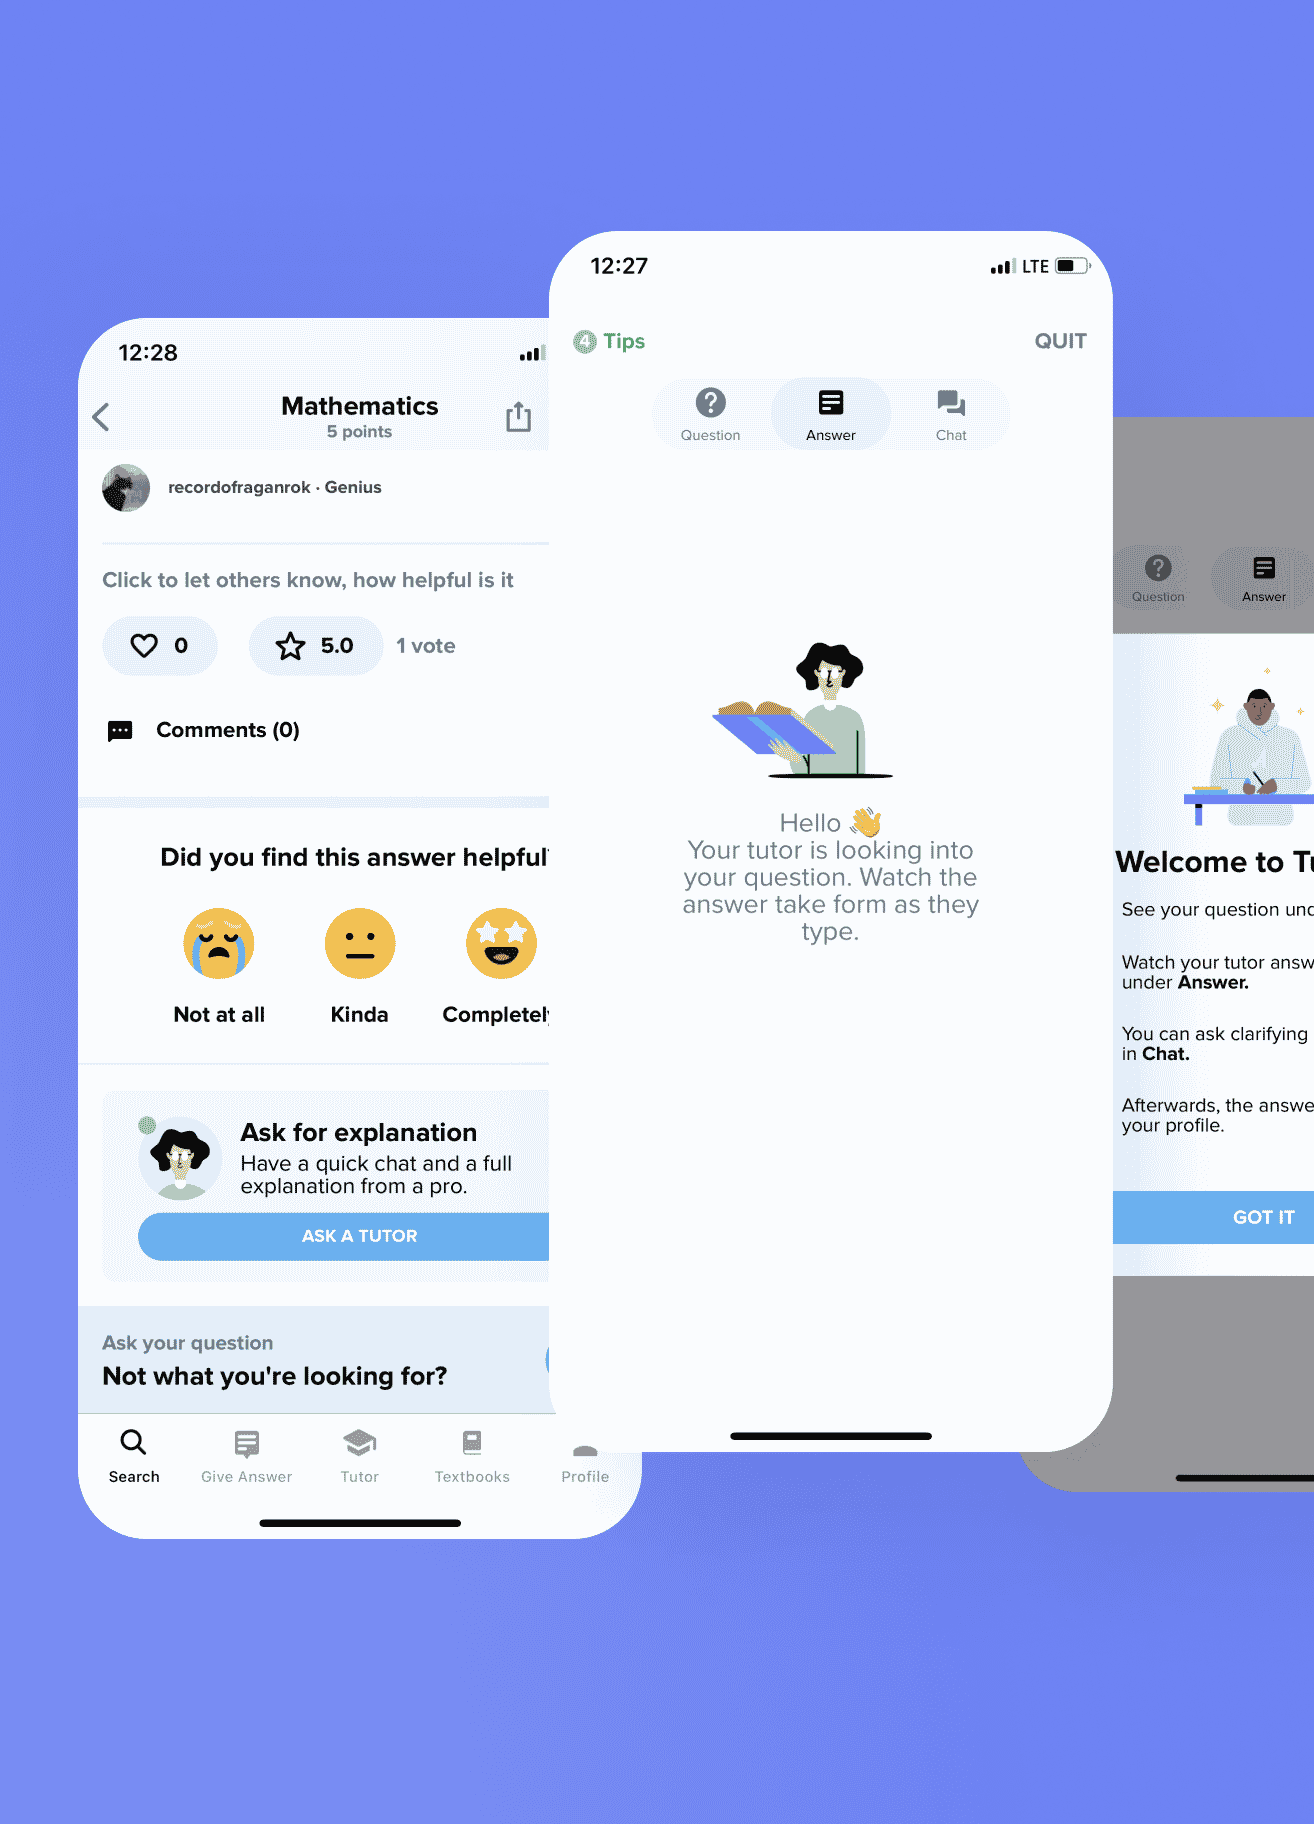 12:28
Mathematics
5 points
recordofraganrok · Genius
Click to let others know, how helpful is it
0
5.0
1 vote
Comments (0)
Did you find this answer helpful?
Not at all
Kinda
Completely
Ask for explanation
Have a quick chat and a full
explanation from a pro.
ASK A TUTOR
Ask your question
Not what you're looking for?
Search
Give Answer
Tutor
Textbooks
Profile
12:27
LTE
4 Tips
QUIT
Question
Answer
Chat
Hello 👋
Your tutor is looking into
your question. Watch the
answer take form as they
type.
Question
Answer
Welcome to
See your question
Watch your tutor
under Answer.
You can ask clarifying
in Chat.
Afterwards, the
your profile.
GOT IT